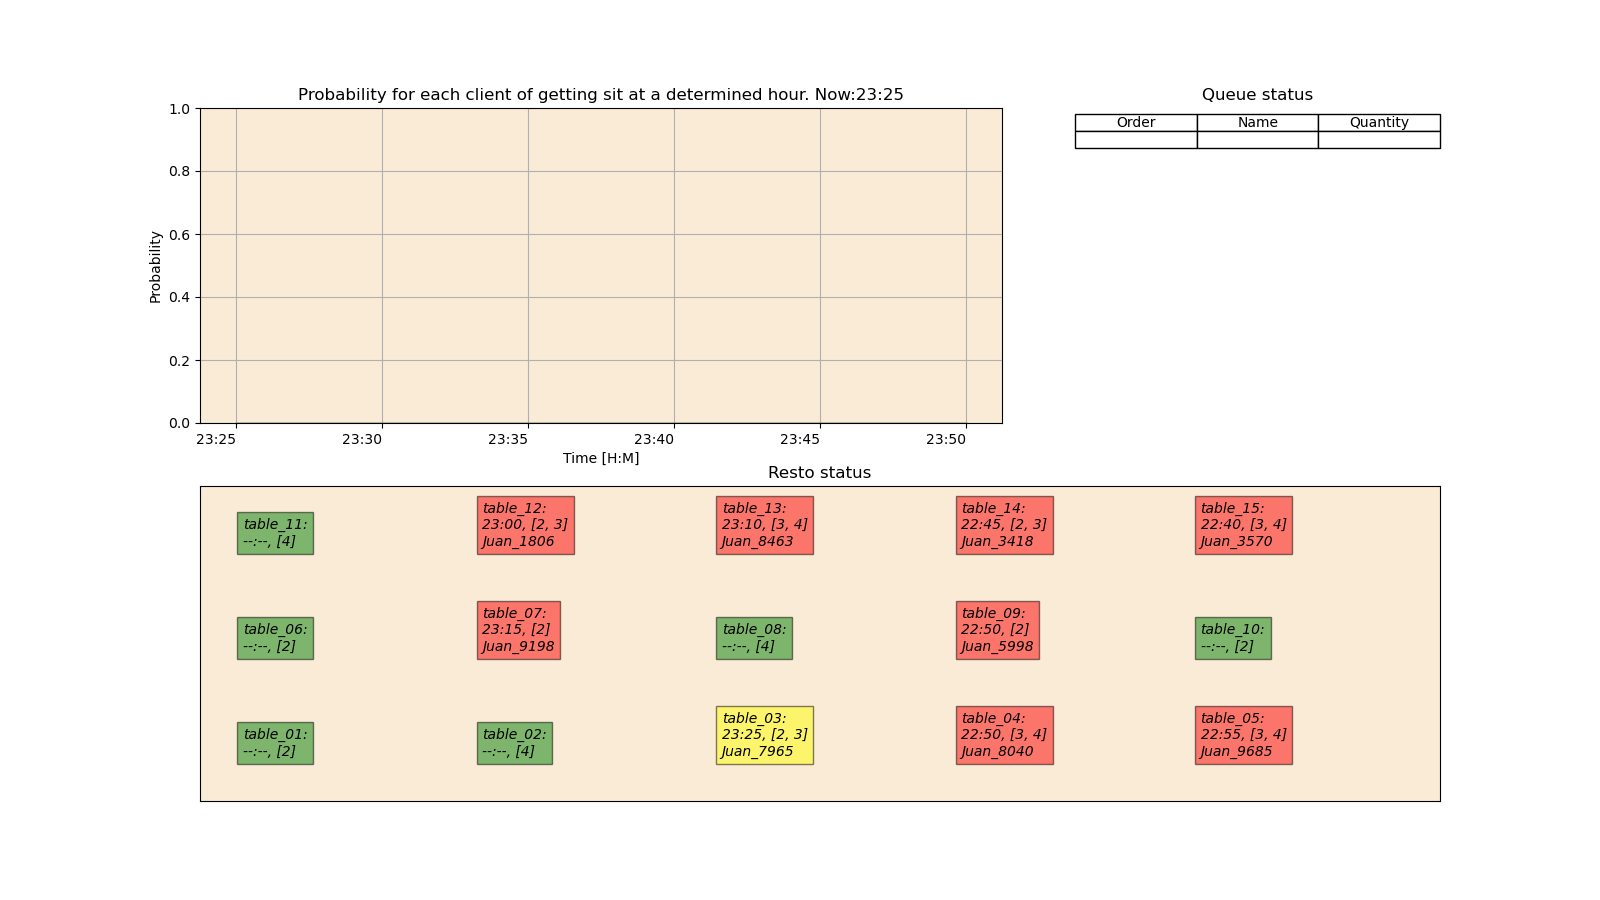 Probability for each client of getting sit at a determined hour. Now:23:25
1.0
0.8
0.6
0.4
0.2
0.0
Probability
23:25 23:30 23:35 23:40 23:45 23:50
Time [H:M]
Queue status
Order Name Quantity
Resto status
table_11:
--:--, [4]
table_12:
23:00, [2, 3]
Juan_1806
table_13:
23:10, [3, 4]
Juan_8463
table_14:
22:45, [2, 3]
Juan_3418
table_15:
22:40, [3, 4]
Juan_3570
table_06:
--:--, [2]
table_07:
23:15, [2]
Juan_9198
table_08:
--:--, [4]
table_09:
22:50, [2]
Juan_5998
table_10:
--:--, [2]
table_01:
--:--, [2]
table_02:
--:--, [4]
table_03:
23:25, [2, 3]
Juan_7965
table_04:
22:50, [3, 4]
Juan_8040
table_05:
22:55, [3, 4]
Juan_9685